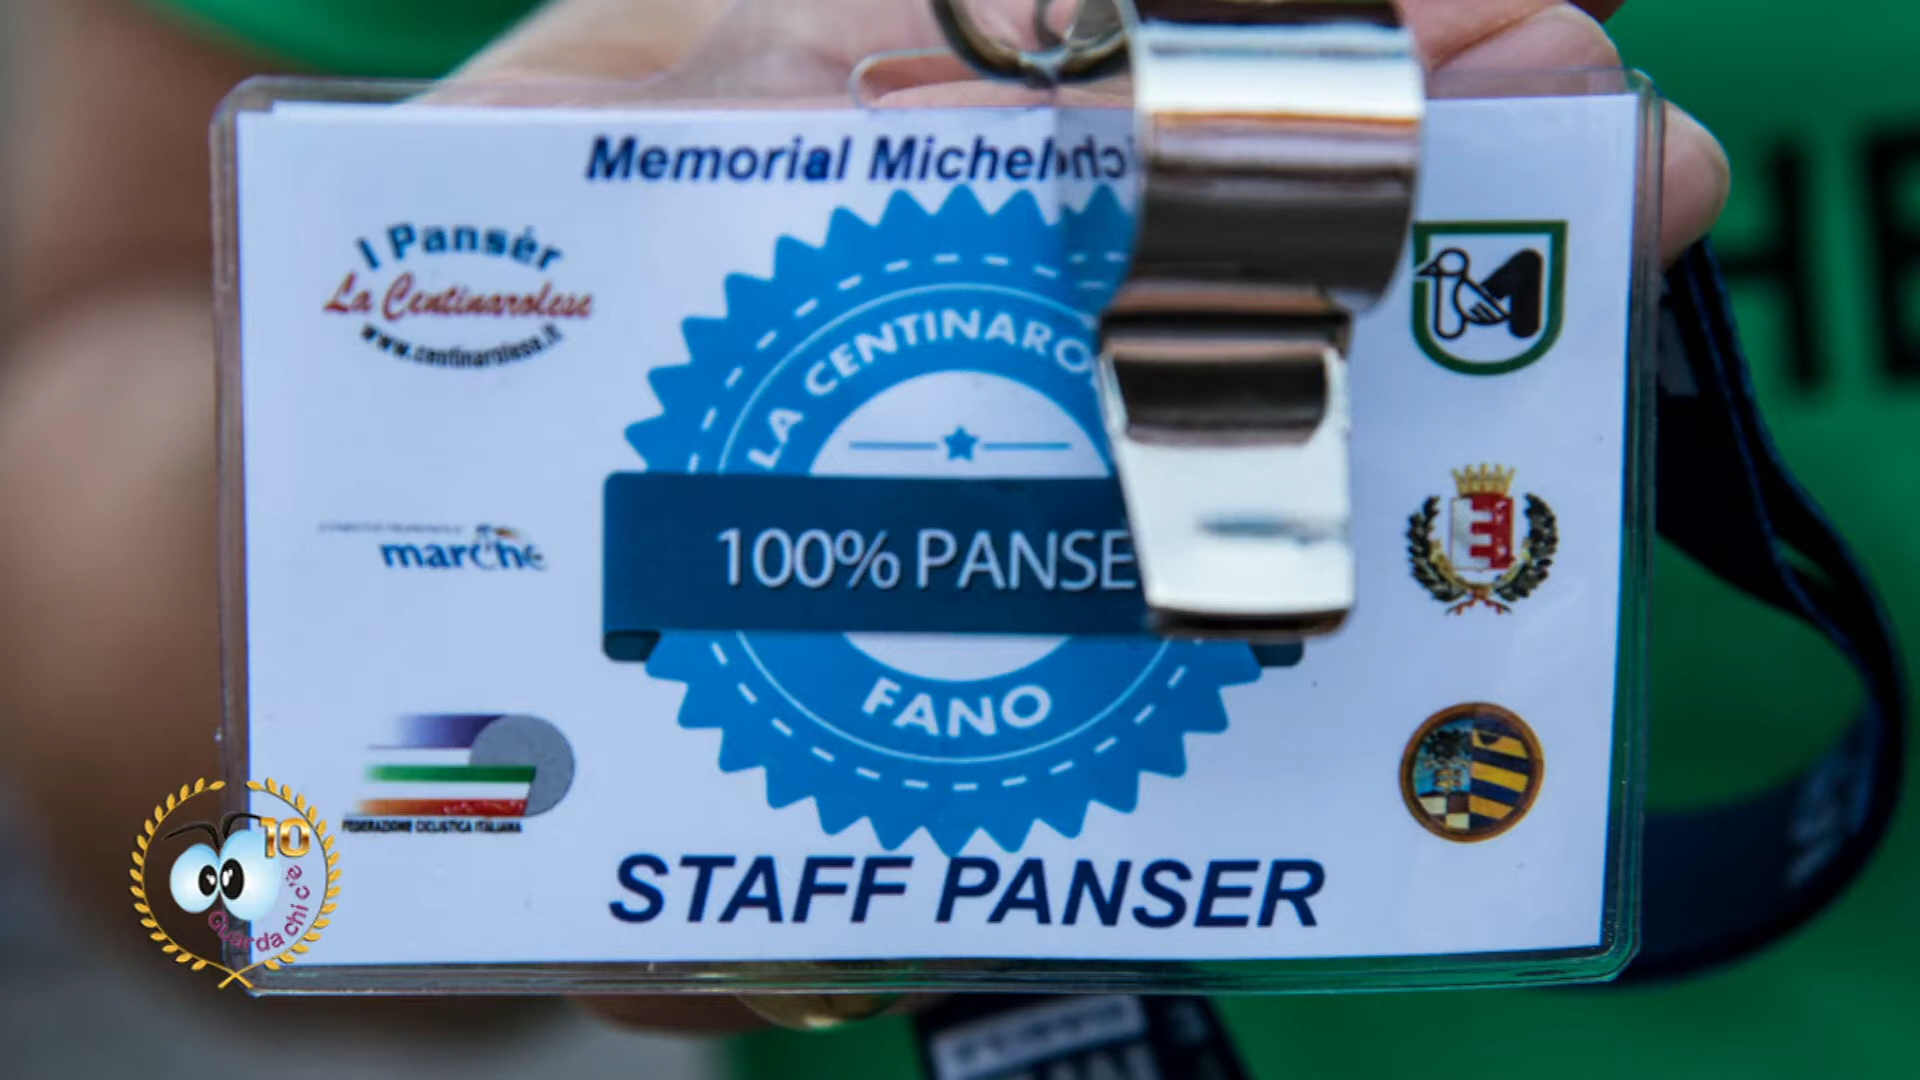 Memorial Michel
I Pansér
La Centinarolese
www.centinarolese.it
LA CENTINARO
100% PANSE
marche
FANO
FEDERAZIONE CICLISTICA ITALIANA
STAFF PANSER
10
Guarda chi c'è
HE